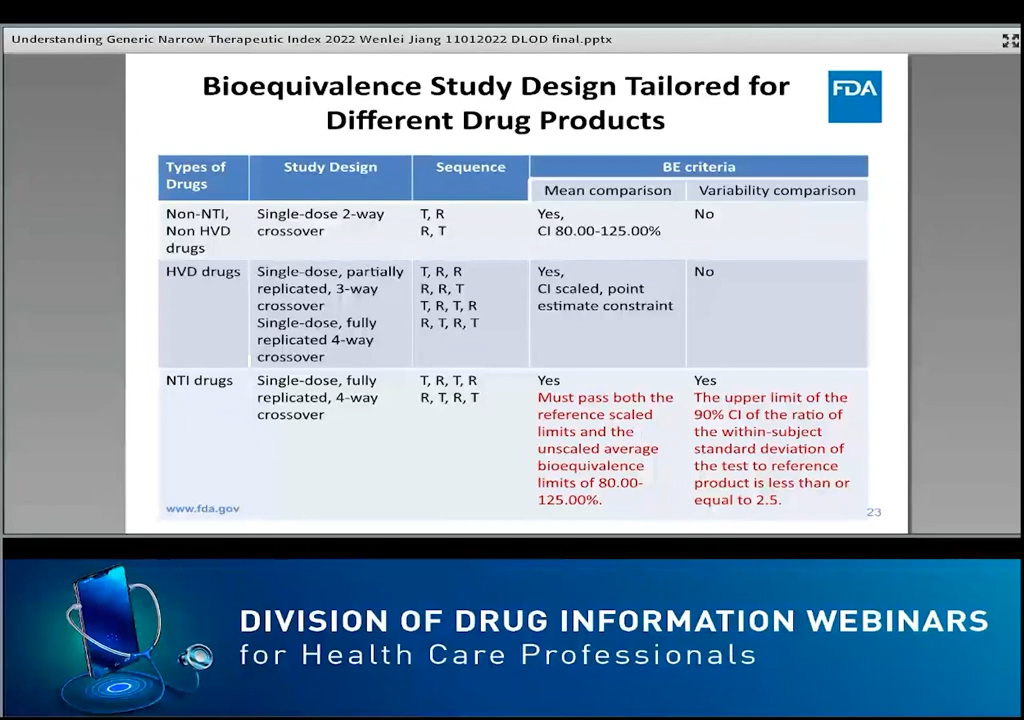 Understanding Generic Narrow Therapeutic Index 2022 Wenlei Jiang 11012022 DLOD final.pptx
Bioequivalence Study Design Tailored for
Different Drug Products
FDA
Types of
Drugs
Study Design
Sequence
BE criteria
Mean comparison
Variability comparison
Non-NTI,
Non HVD
drugs
Single-dose 2-way
crossover
T, R
R, T
Yes,
CI 80.00-125.00%
No
HVD drugs
Single-dose, partially
replicated, 3-way
crossover
Single-dose, fully
replicated 4-way
crossover
T, R, R
R, R, T
T, R, T, R
R, T, R, T
Yes,
CI scaled, point
estimate constraint
No
NTI drugs
Single-dose, fully
replicated, 4-way
crossover
T, R, T, R
R, T, R, T
Yes
Must pass both the
reference scaled
limits and the
unscaled average
bioequivalence
limits of 80.00-
125.00%.
Yes
The upper limit of the
90% CI of the ratio of
the within-subject
standard deviation of
the test to reference
product is less than or
equal to 2.5.
www.fda.gov
23
DIVISION OF DRUG INFORMATION WEBINARS
for Health Care Professionals